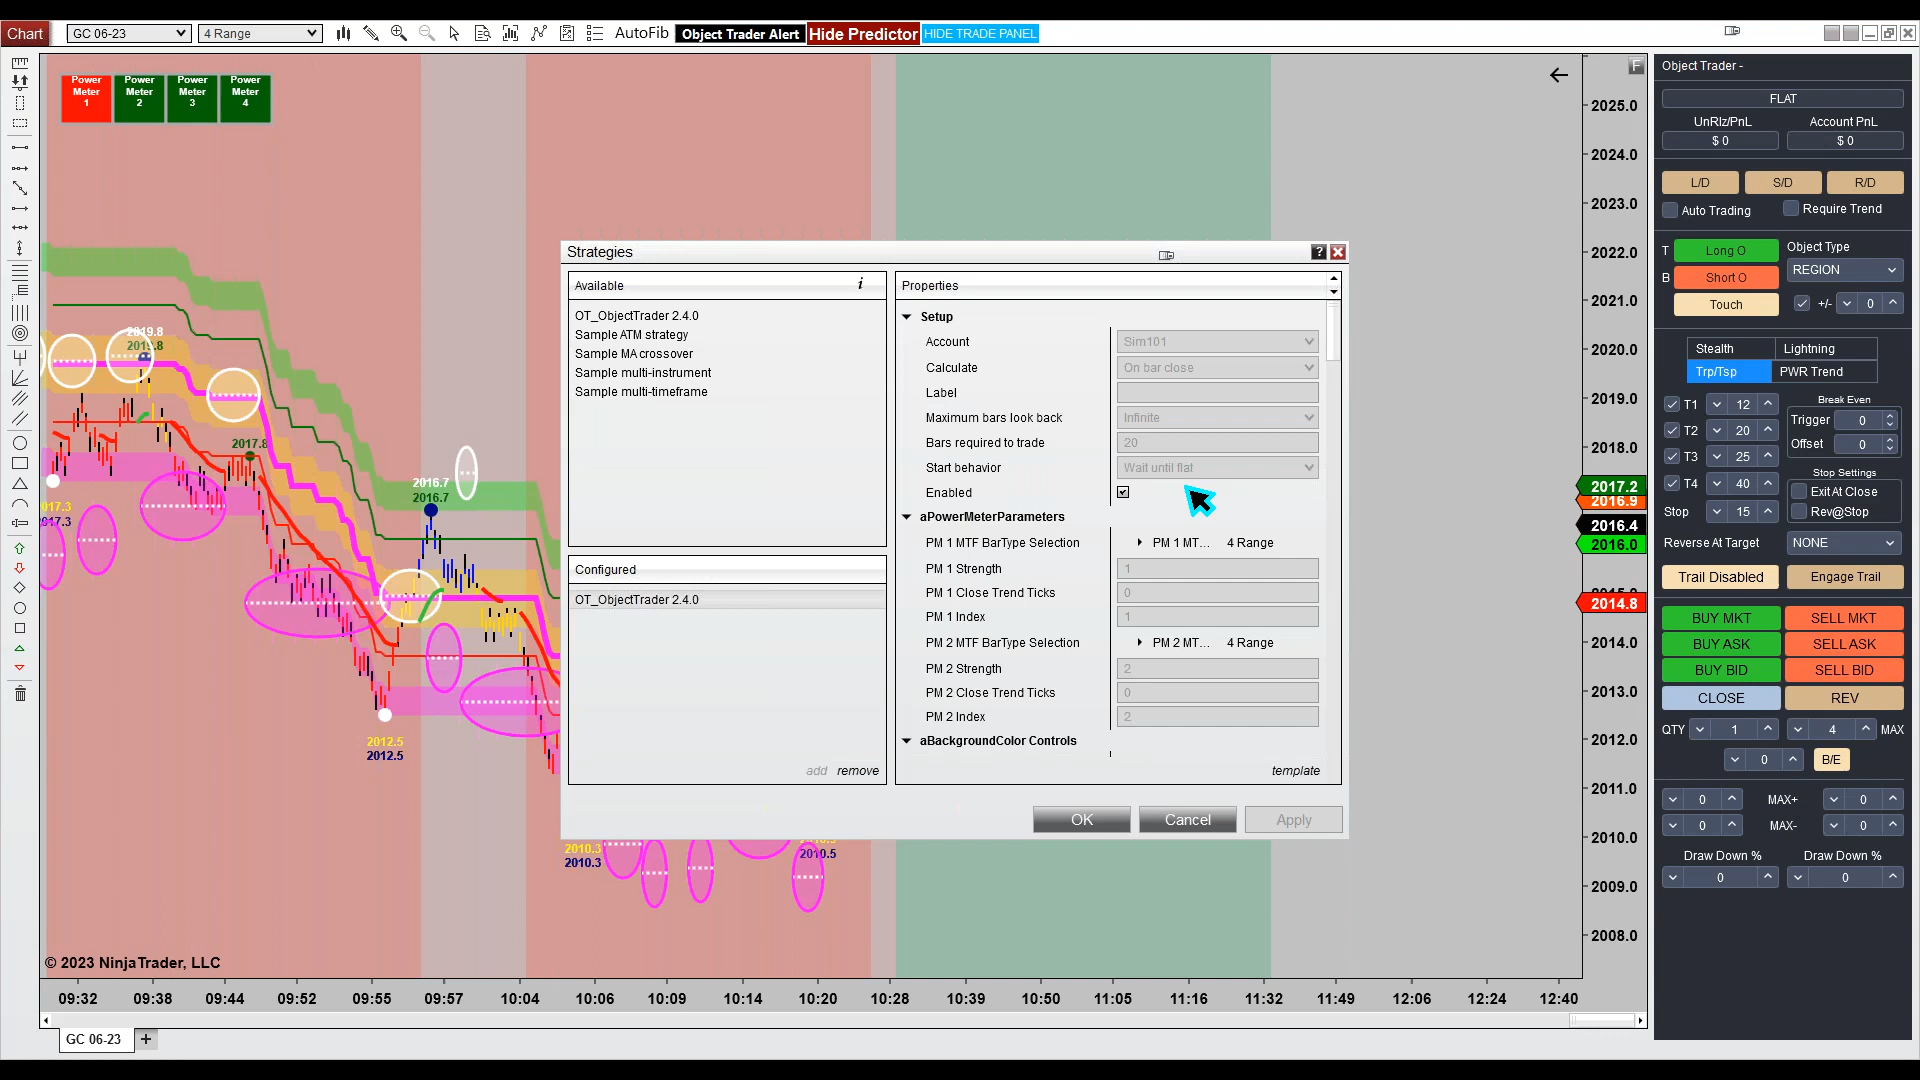 Chart
GC 06-23
4 Range
AutoFib
Object Trader Alert
Hide Predictor
HIDE TRADE PANEL
Power Meter 1
Power Meter 2
Power Meter 3
Power Meter 4
F
2025.0
2024.0
2023.0
2022.0
2021.0
2020.0
2019.0
2018.0
2017.2
2016.9
2016.4
2016.0
2014.8
2014.0
2013.0
2012.0
2011.0
2010.0
2009.0
2008.0
2019.8
2019.8
2017.8
2016.7
2016.7
2012.5
2012.5
2010.3
2010.3
2010.5
Strategies
?
Available
i
OT_ObjectTrader 2.4.0
Sample ATM strategy
Sample MA crossover
Sample multi-instrument
Sample multi-timeframe
Configured
OT_ObjectTrader 2.4.0
add remove
Properties
Setup
Account Sim101
Calculate On bar close
Label
Maximum bars look back Infinite
Bars required to trade 20
Start behavior Wait until flat
Enabled
aPowerMeterParameters
PM 1 MTF BarType Selection PM 1 MT... 4 Range
PM 1 Strength 1
PM 1 Close Trend Ticks 0
PM 1 Index 1
PM 2 MTF BarType Selection PM 2 MT... 4 Range
PM 2 Strength 2
PM 2 Close Trend Ticks 0
PM 2 Index 2
aBackgroundColor Controls
template
OK Cancel Apply
© 2023 NinjaTrader, LLC
09:32 09:38 09:44 09:52 09:55 09:57 10:04 10:06 10:09 10:14 10:20 10:28 10:39 10:50 11:05 11:16 11:32 11:49 12:06 12:24 12:40
GC 06-23 +
Object Trader -
FLAT
UnRlz/PnL Account PnL
$ 0 $ 0
L/D S/D R/D
Auto Trading Require Trend
T Long O Object Type
B Short O REGION
Touch +/- 0
Stealth Lightning
Trp/Tsp PWR Trend
T1 12 Break Even
Trigger 0
T2 20 Offset 0
T3 25 Stop Settings
T4 40 Exit At Close
Stop 15 Rev@Stop
Reverse At Target NONE
Trail Disabled Engage Trail
BUY MKT SELL MKT
BUY ASK SELL ASK
BUY BID SELL BID
CLOSE REV
QTY 1 4 MAX
0 B/E
0 MAX+ 0
0 MAX- 0
Draw Down % Draw Down %
0 0